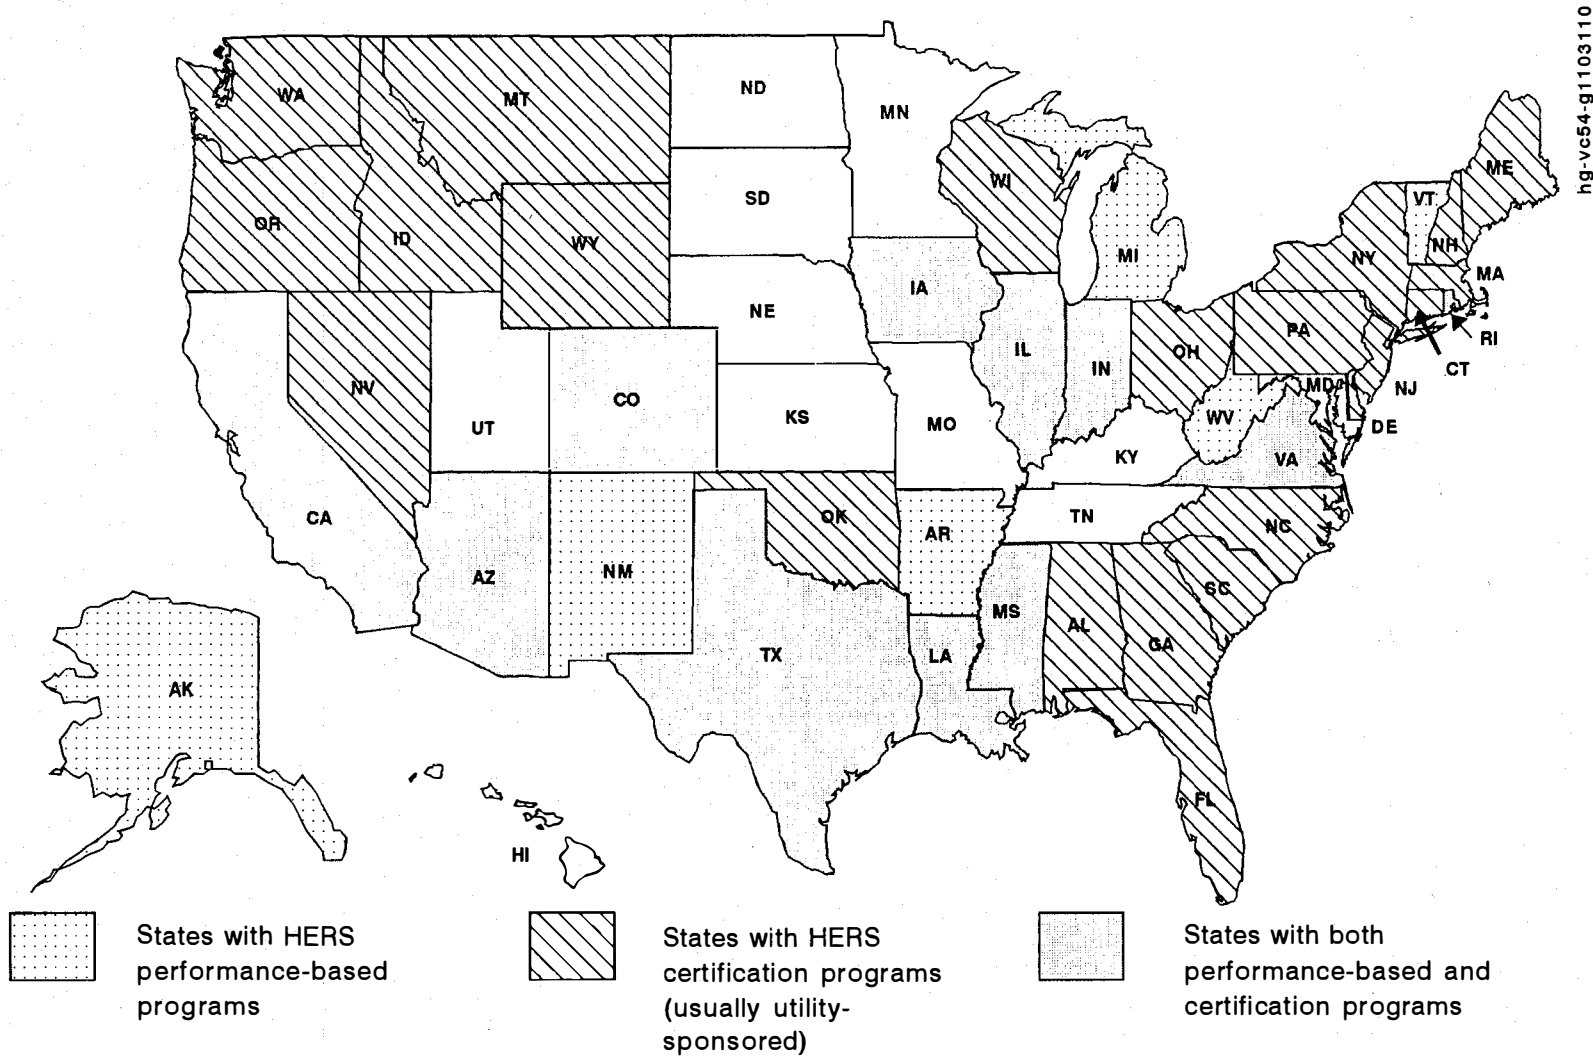 hg-vc54-g1103110
WA
MT
ND
MN
ME
VT
WI
SD
OR
ID
WY
NH
NY
MI
MA
IA
NE
PA
RI
IL
OH
IN
CT
NV
CO
MD
NJ
UT
KS
MO
WV
DE
KY
VA
CA
TN
NC
OK
AR
AZ
NM
SC
MS
AL
GA
TX
LA
AK
FL
HI
States with HERS
performance-based
programs
States with HERS
certification programs
(usually utility-
sponsored)
States with both
performance-based and
certification programs